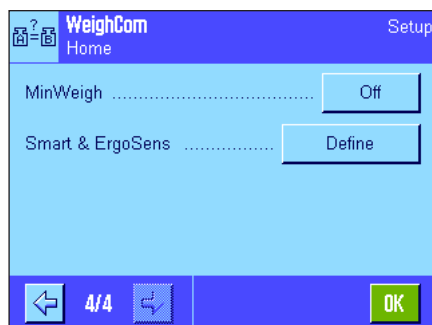 A ? = B WeighCom Setup
Home
MinWeigh .................................... Off
Smart & ErgoSens ................ Define
4/4 OK